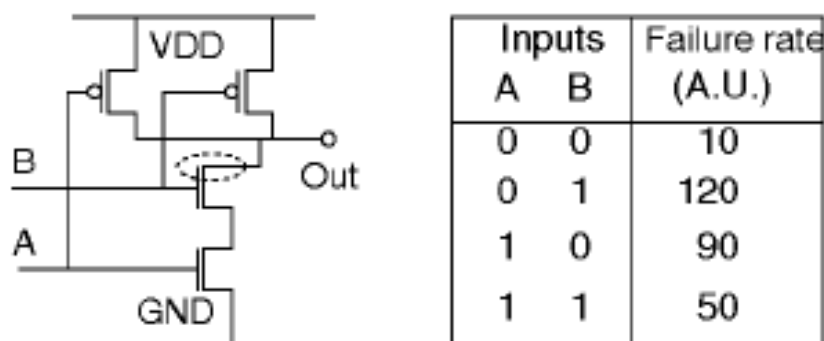 VDD
B
Out
A
GND
Inputs Failure rate
A B (A.U.)
0 0 10
0 1 120
1 0 90
1 1 50